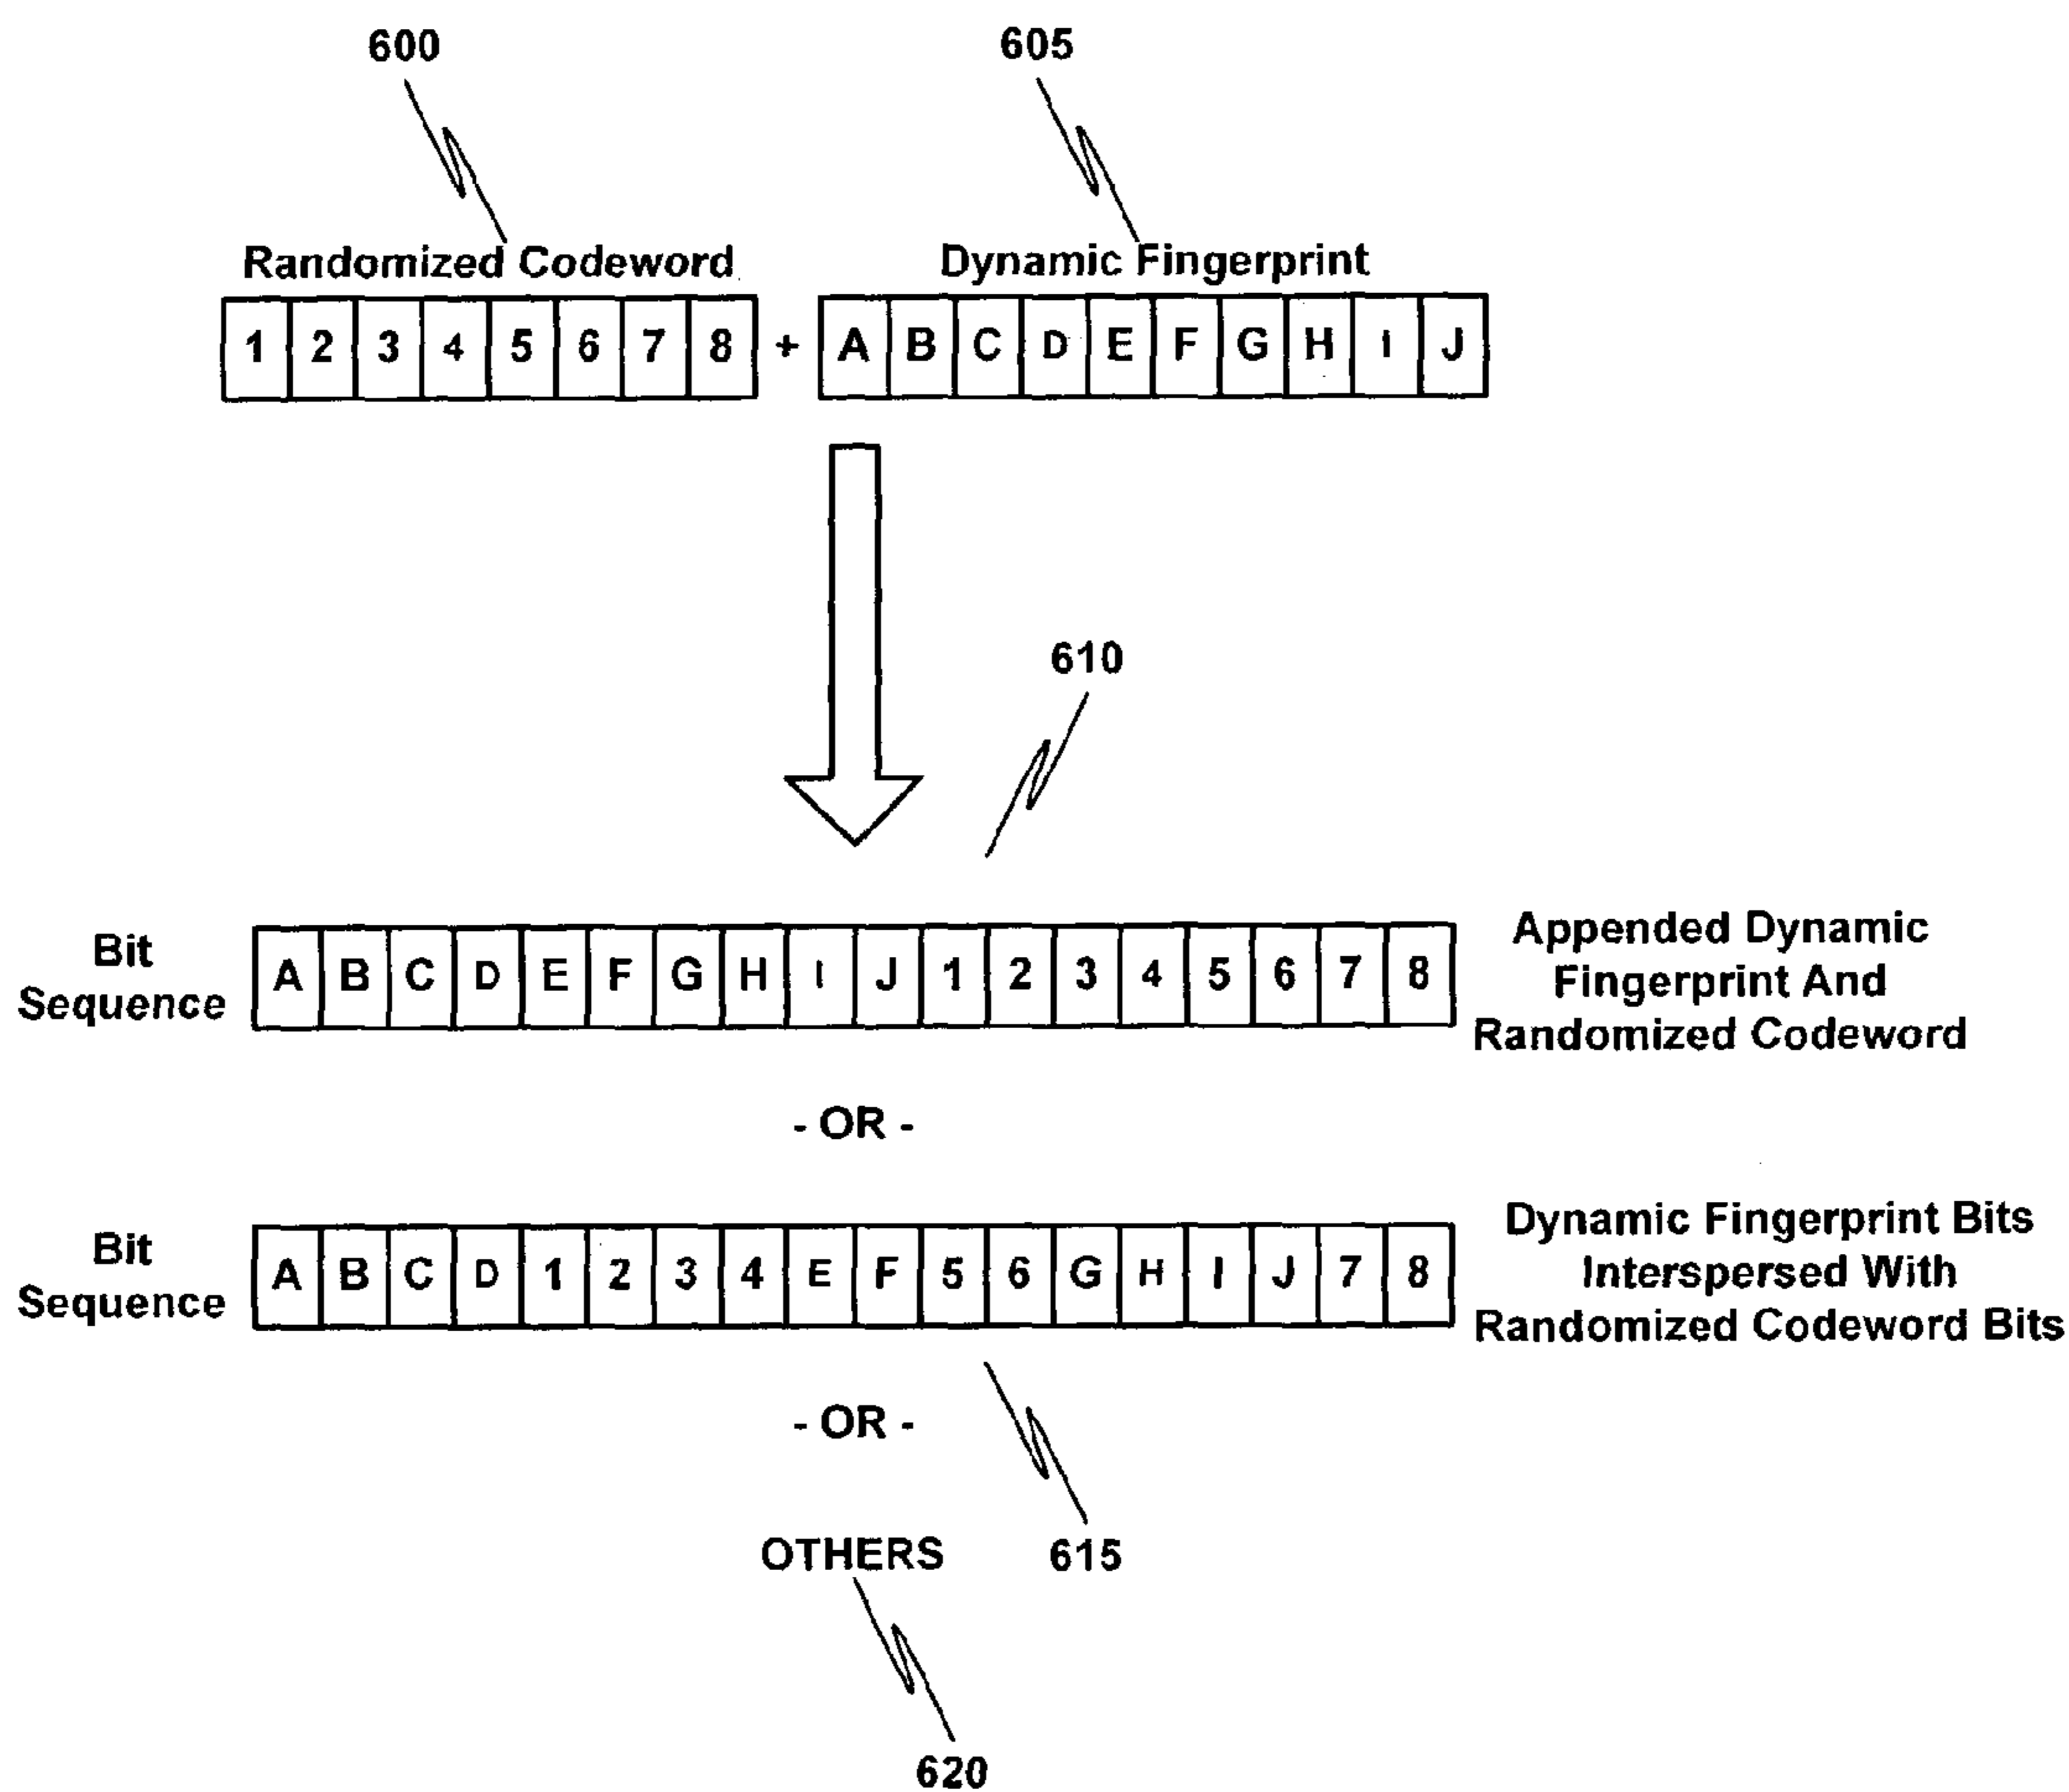 600
605
Randomized Codeword
Dynamic Fingerprint
1 2 3 4 5 6 7 8 + A B C D E F G H I J
610
Bit
Sequence
A B C D E F G H I J 1 2 3 4 5 6 7 8
Appended Dynamic
Fingerprint And
Randomized Codeword
- OR -
Bit
Sequence
A B C D 1 2 3 4 E F 5 6 G H I J 7 8
Dynamic Fingerprint Bits
Interspersed With
Randomized Codeword Bits
- OR -
OTHERS
615
620